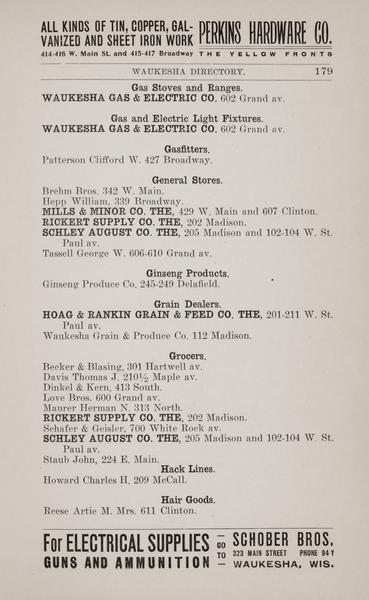 ALL KINDS OF TIN, COPPER, GAL-
VANIZED AND SHEET IRON WORK
PERKINS HARDWARE CO.
414-416 W. Main St. and 415-417 Broadway THE YELLOW FRONTS
WAUKESHA DIRECTORY. 179
Gas Stoves and Ranges.
WAUKESHA GAS & ELECTRIC CO. 602 Grand av.
Gas and Electric Light Fixtures.
WAUKESHA GAS & ELECTRIC CO. 602 Grand av.
Gasfitters.
Patterson Clifford W. 427 Broadway.
General Stores.
Brehm Bros. 342 W. Main.
Hepp William, 339 Broadway.
MILLS & MINOR CO. THE, 429 W. Main and 607 Clinton.
RICKERT SUPPLY CO. THE, 202 Madison.
SCHLEY AUGUST CO. THE, 205 Madison and 102-104 W. St.
Paul av.
Tassell George W. 606-610 Grand av.
Ginseng Products.
Ginseng Produce Co. 245-249 Delafield.
Grain Dealers.
HOAG & RANKIN GRAIN & FEED CO. THE, 201-211 W. St.
Paul av.
Waukesha Grain & Produce Co. 112 Madison.
Grocers.
Beeker & Blasing, 301 Hartwell av.
Davis Thomas J. 210½ Maple av.
Dinkel & Kern, 413 South.
Love Bros. 600 Grand av.
Maurer Herman N. 313 North.
RICKERT SUPPLY CO. THE, 202 Madison.
Schafer & Geisler, 700 White Rock av.
SCHLEY AUGUST CO. THE, 205 Madison and 102-104 W. St.
Paul av.
Staub John, 224 E. Main.
Hack Lines.
Howard Charles H. 209 McCall.
Hair Goods.
Reese Artie M. Mrs. 611 Clinton.
For ELECTRICAL SUPPLIES
GUNS AND AMMUNITION
— GO TO —
SCHOBER BROS.
323 MAIN STREET PHONE 94 Y
WAUKESHA, WIS.